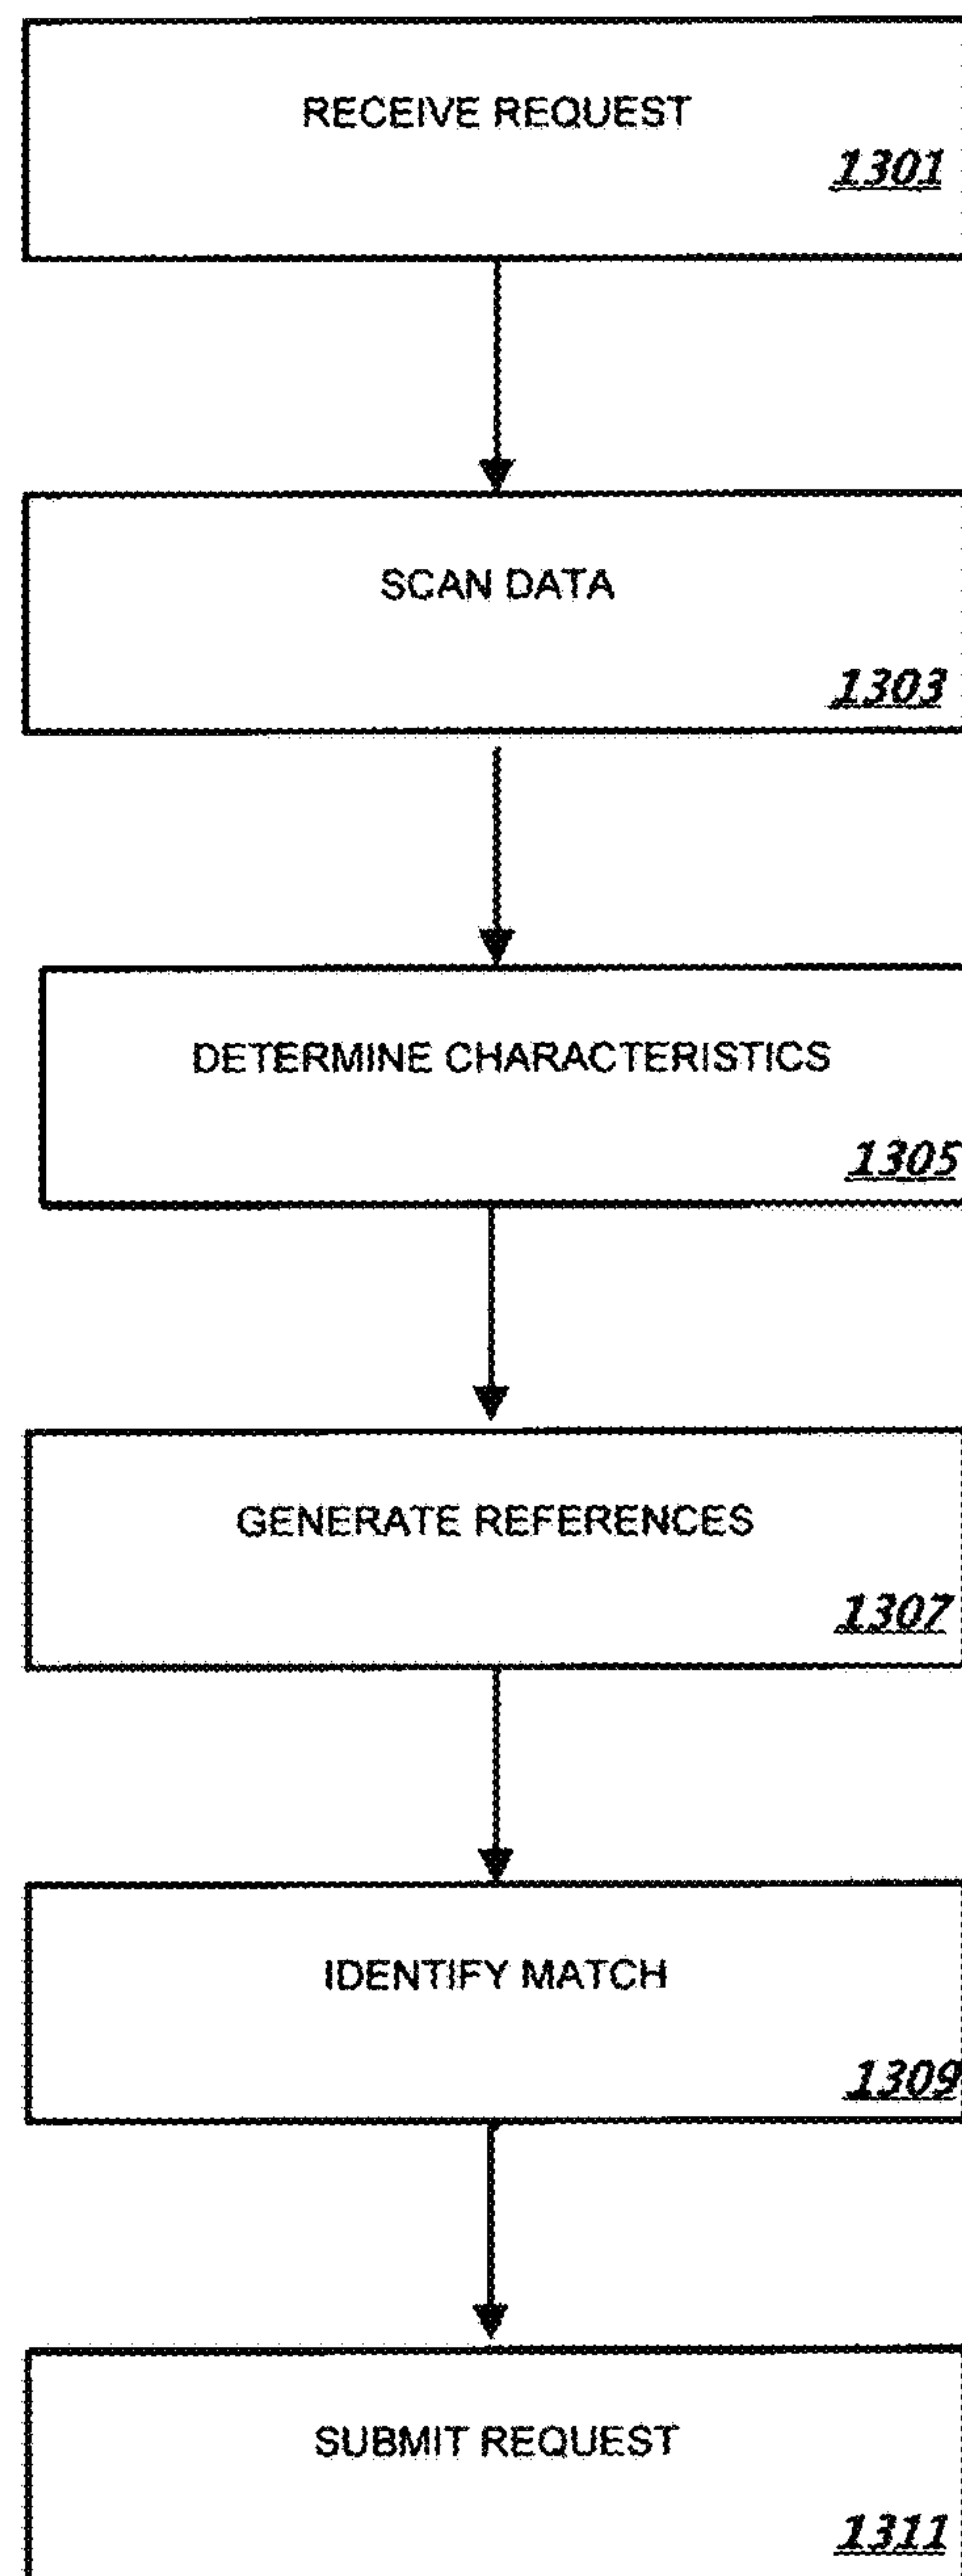 RECEIVE REQUEST
1301
SCAN DATA
1303
DETERMINE CHARACTERISTICS
1305
GENERATE REFERENCES
1307
IDENTIFY MATCH
1309
SUBMIT REQUEST
1311